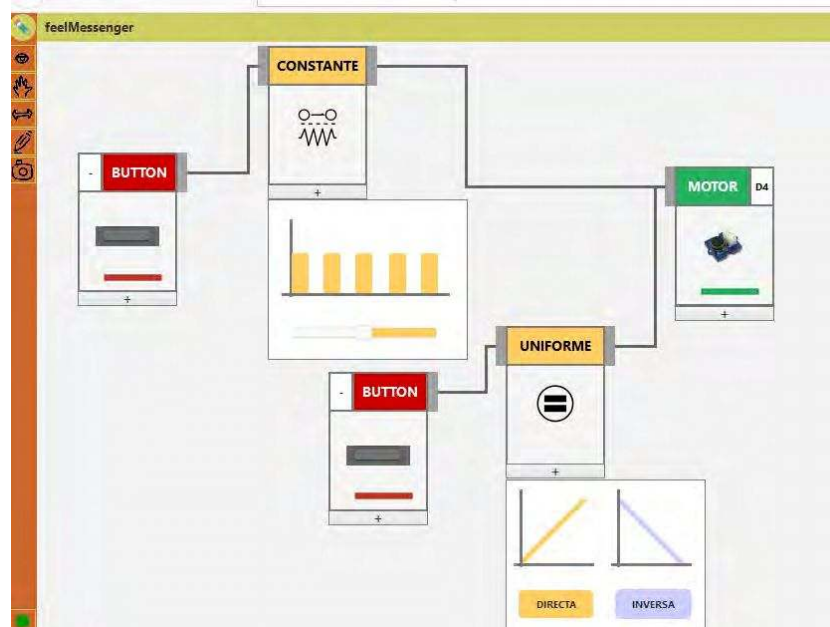 feelMessenger
CONSTANTE
+
- BUTTON
+
MOTOR D4
+
UNIFORME
+
- BUTTON
+
DIRECTA
INVERSA